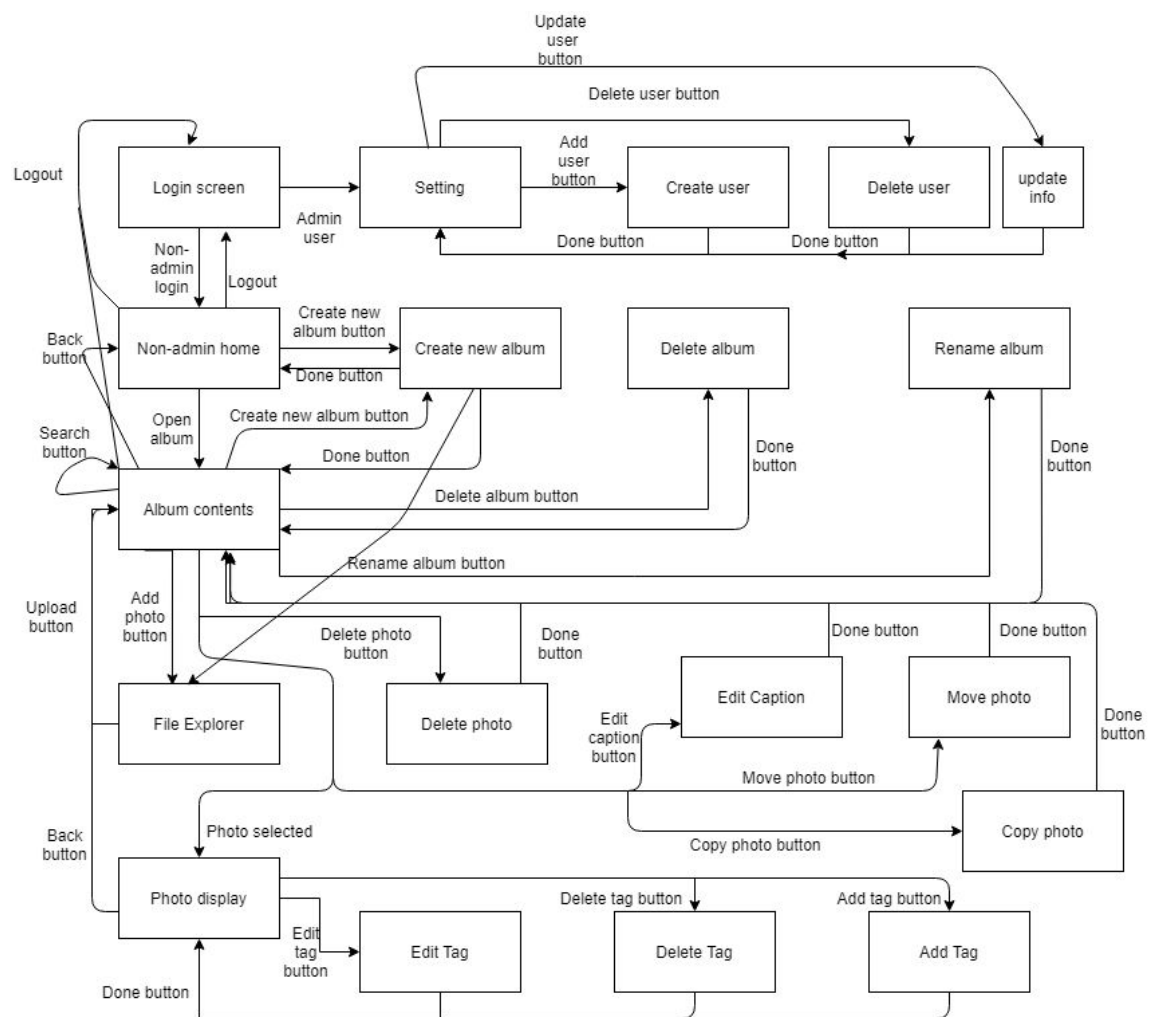 Update
user
button
Delete user button
Logout
Login screen
Admin
user
Setting
Add
user
button
Create user
Delete user
update
info
Done button
Done button
Non-
admin
login
Logout
Back
button
Non-admin home
Create new
album button
Done button
Create new album
Delete album
Rename album
Search
button
Open
album
Create new album button
Done button
Done
button
Done
button
Album contents
Delete album button
Rename album button
Upload
button
Add
photo
button
Delete photo
button
Done
button
Done button
Done button
File Explorer
Delete photo
Edit Caption
Move photo
Edit
caption
button
Done
button
Move photo button
Photo selected
Back
button
Copy photo button
Copy photo
Photo display
Delete tag button
Add tag button
Edit
tag
button
Edit Tag
Delete Tag
Add Tag
Done button